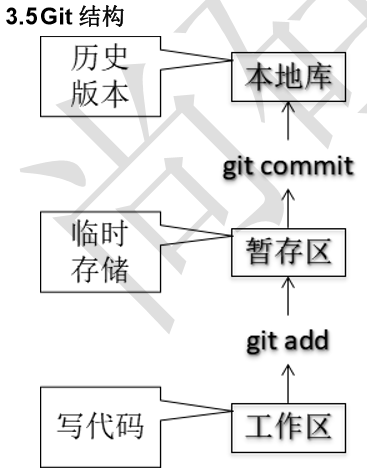 3.5Git 结构
历史
版本
本地库
git commit
临时
存储
暂存区
git add
写代码
工作区